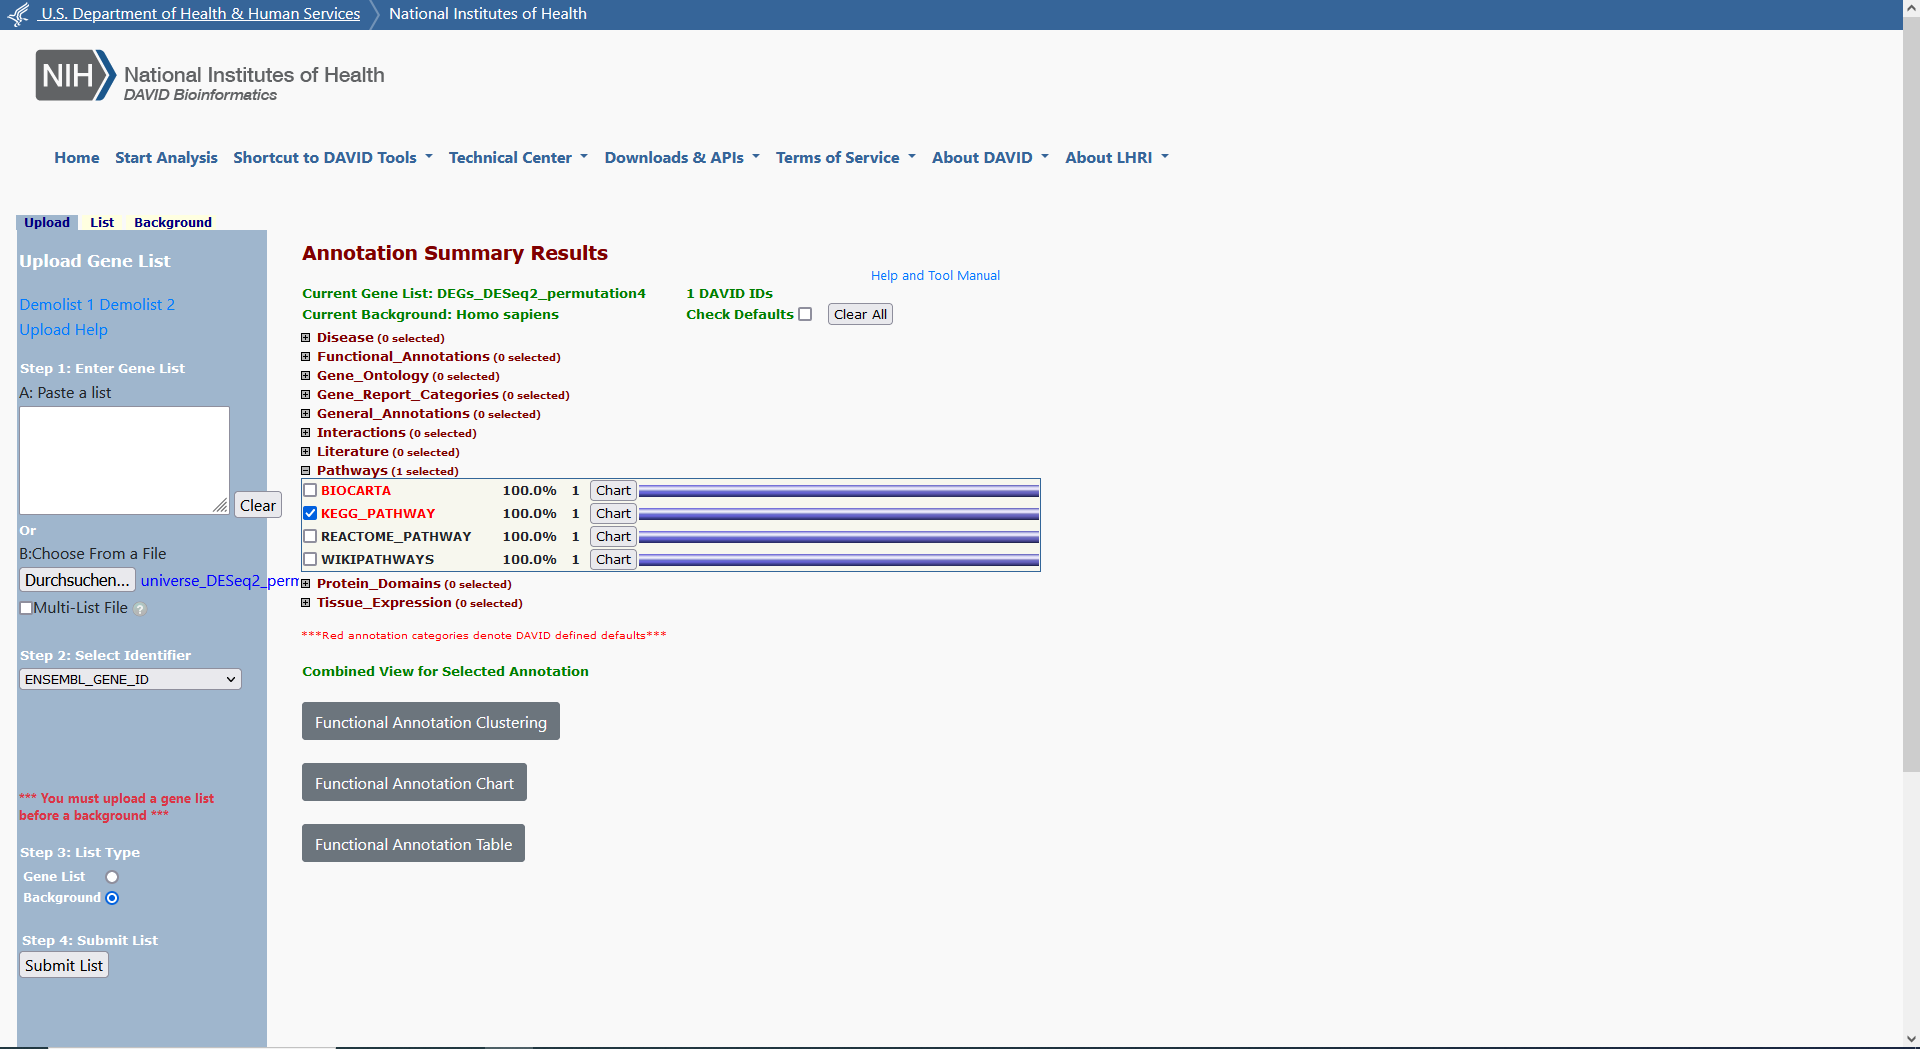 U.S. Department of Health & Human Services National Institutes of Health
NIH National Institutes of Health
DAVID Bioinformatics
Home Start Analysis Shortcut to DAVID Tools Technical Center Downloads & APIs Terms of Service About DAVID About LHRI
Upload List Background
Upload Gene List
Demolist 1 Demolist 2
Upload Help
Step 1: Enter Gene List
A: Paste a list
Clear
Or
B:Choose From a File
Durchsuchen... universe_DESeq2_perm
Multi-List File ?
Step 2: Select Identifier
ENSEMBL_GENE_ID
*** You must upload a gene list
before a background ***
Step 3: List Type
Gene List
Background
Step 4: Submit List
Submit List
Annotation Summary Results
Help and Tool Manual
Current Gene List: DEGs_DESeq2_permutation4 1 DAVID IDs
Current Background: Homo sapiens Check Defaults Clear All
Disease (0 selected)
Functional_Annotations (0 selected)
Gene_Ontology (0 selected)
Gene_Report_Categories (0 selected)
General_Annotations (0 selected)
Interactions (0 selected)
Literature (0 selected)
Pathways (1 selected)
BIOCARTA 100.0% 1 Chart
KEGG_PATHWAY 100.0% 1 Chart
REACTOME_PATHWAY 100.0% 1 Chart
WIKIPATHWAYS 100.0% 1 Chart
Protein_Domains (0 selected)
Tissue_Expression (0 selected)
***Red annotation categories denote DAVID defined defaults***
Combined View for Selected Annotation
Functional Annotation Clustering
Functional Annotation Chart
Functional Annotation Table